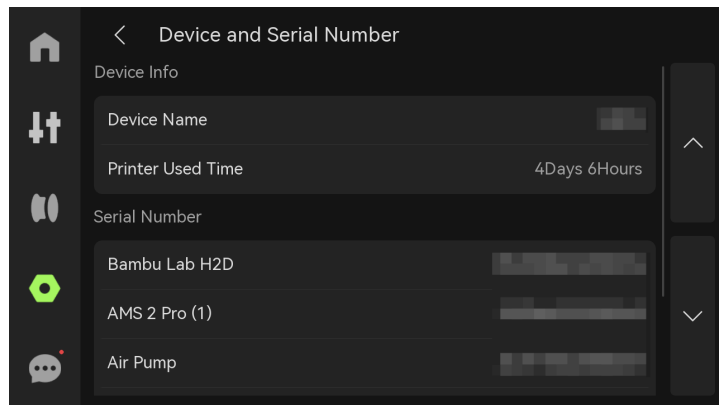 Device and Serial Number
Device Info
Device Name
Printer Used Time 4Days 6Hours
Serial Number
Bambu Lab H2D
AMS 2 Pro (1)
Air Pump